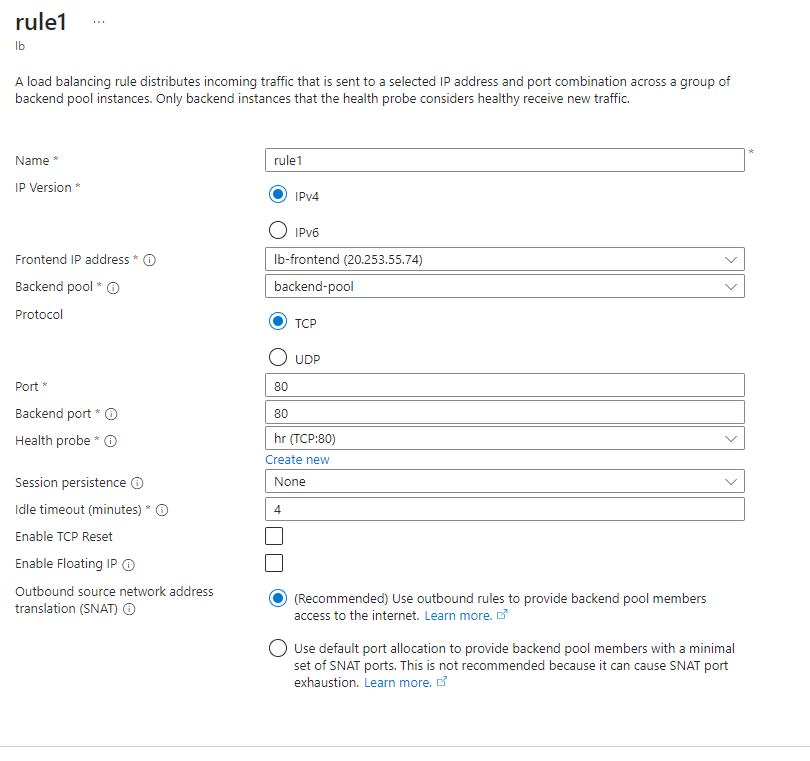 rule1 ...
lb
A load balancing rule distributes incoming traffic that is sent to a selected IP address and port combination across a group of
backend pool instances. Only backend instances that the health probe considers healthy receive new traffic.
Name *
rule1 *
IP Version *
IPv4
IPv6
Frontend IP address *
lb-frontend (20.253.55.74)
Backend pool *
backend-pool
Protocol
TCP
UDP
Port *
80
Backend port *
80
Health probe *
hr (TCP:80)
Create new
Session persistence
None
Idle timeout (minutes) *
4
Enable TCP Reset
Enable Floating IP
Outbound source network address
translation (SNAT)
(Recommended) Use outbound rules to provide backend pool members
access to the internet. Learn more.
Use default port allocation to provide backend pool members with a minimal
set of SNAT ports. This is not recommended because it can cause SNAT port
exhaustion. Learn more.